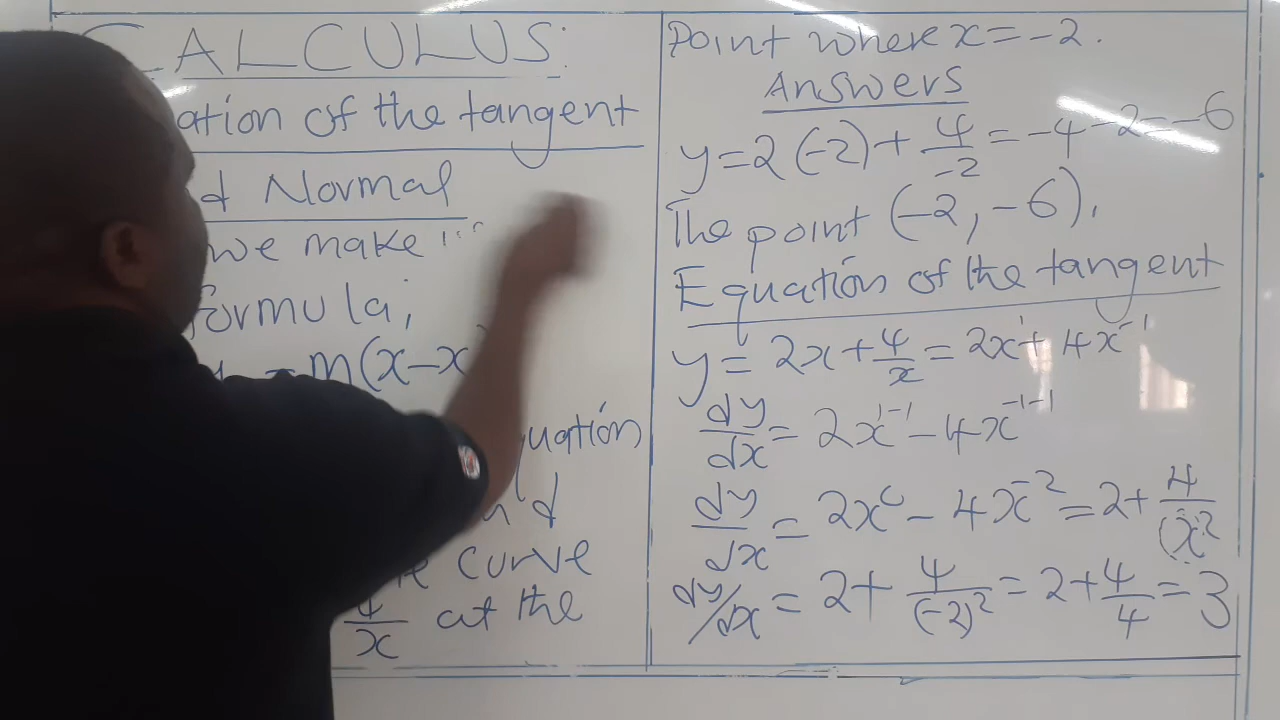 CALCULUS:
ation of the tangent
d Normal
we make
formula;
m(x-x
uation
d
curve
4/x at the
Point where x=-2.
Answers
y=2(-2)+4/-2=-4-2=-6
The point (-2,-6).
Equation of the tangent
y=2x+4/x=2x¹+4x⁻¹
dy/dx=2x¹⁻¹-4x⁻¹⁻¹
dy/dx=2x⁰-4x⁻²=2+4/(x²
dy/dx=2+4/(-2)²=2+4/4=3